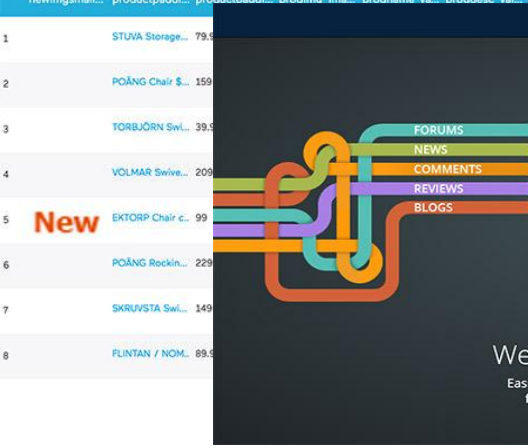 1 STUVA Storage... 79.9
2 POÄNG Chair $... 159
3 TORBJÖRN Swi... 39.9
4 VOLMAR Swive... 209
5 New EKTORP Chair c.. 99
6 POÄNG Rockin... 229
7 SKRUVSTA Swi... 149
8 FLINTAN / NOM.. 89.9
FORUMS
NEWS
COMMENTS
REVIEWS
BLOGS
We
Eas
f